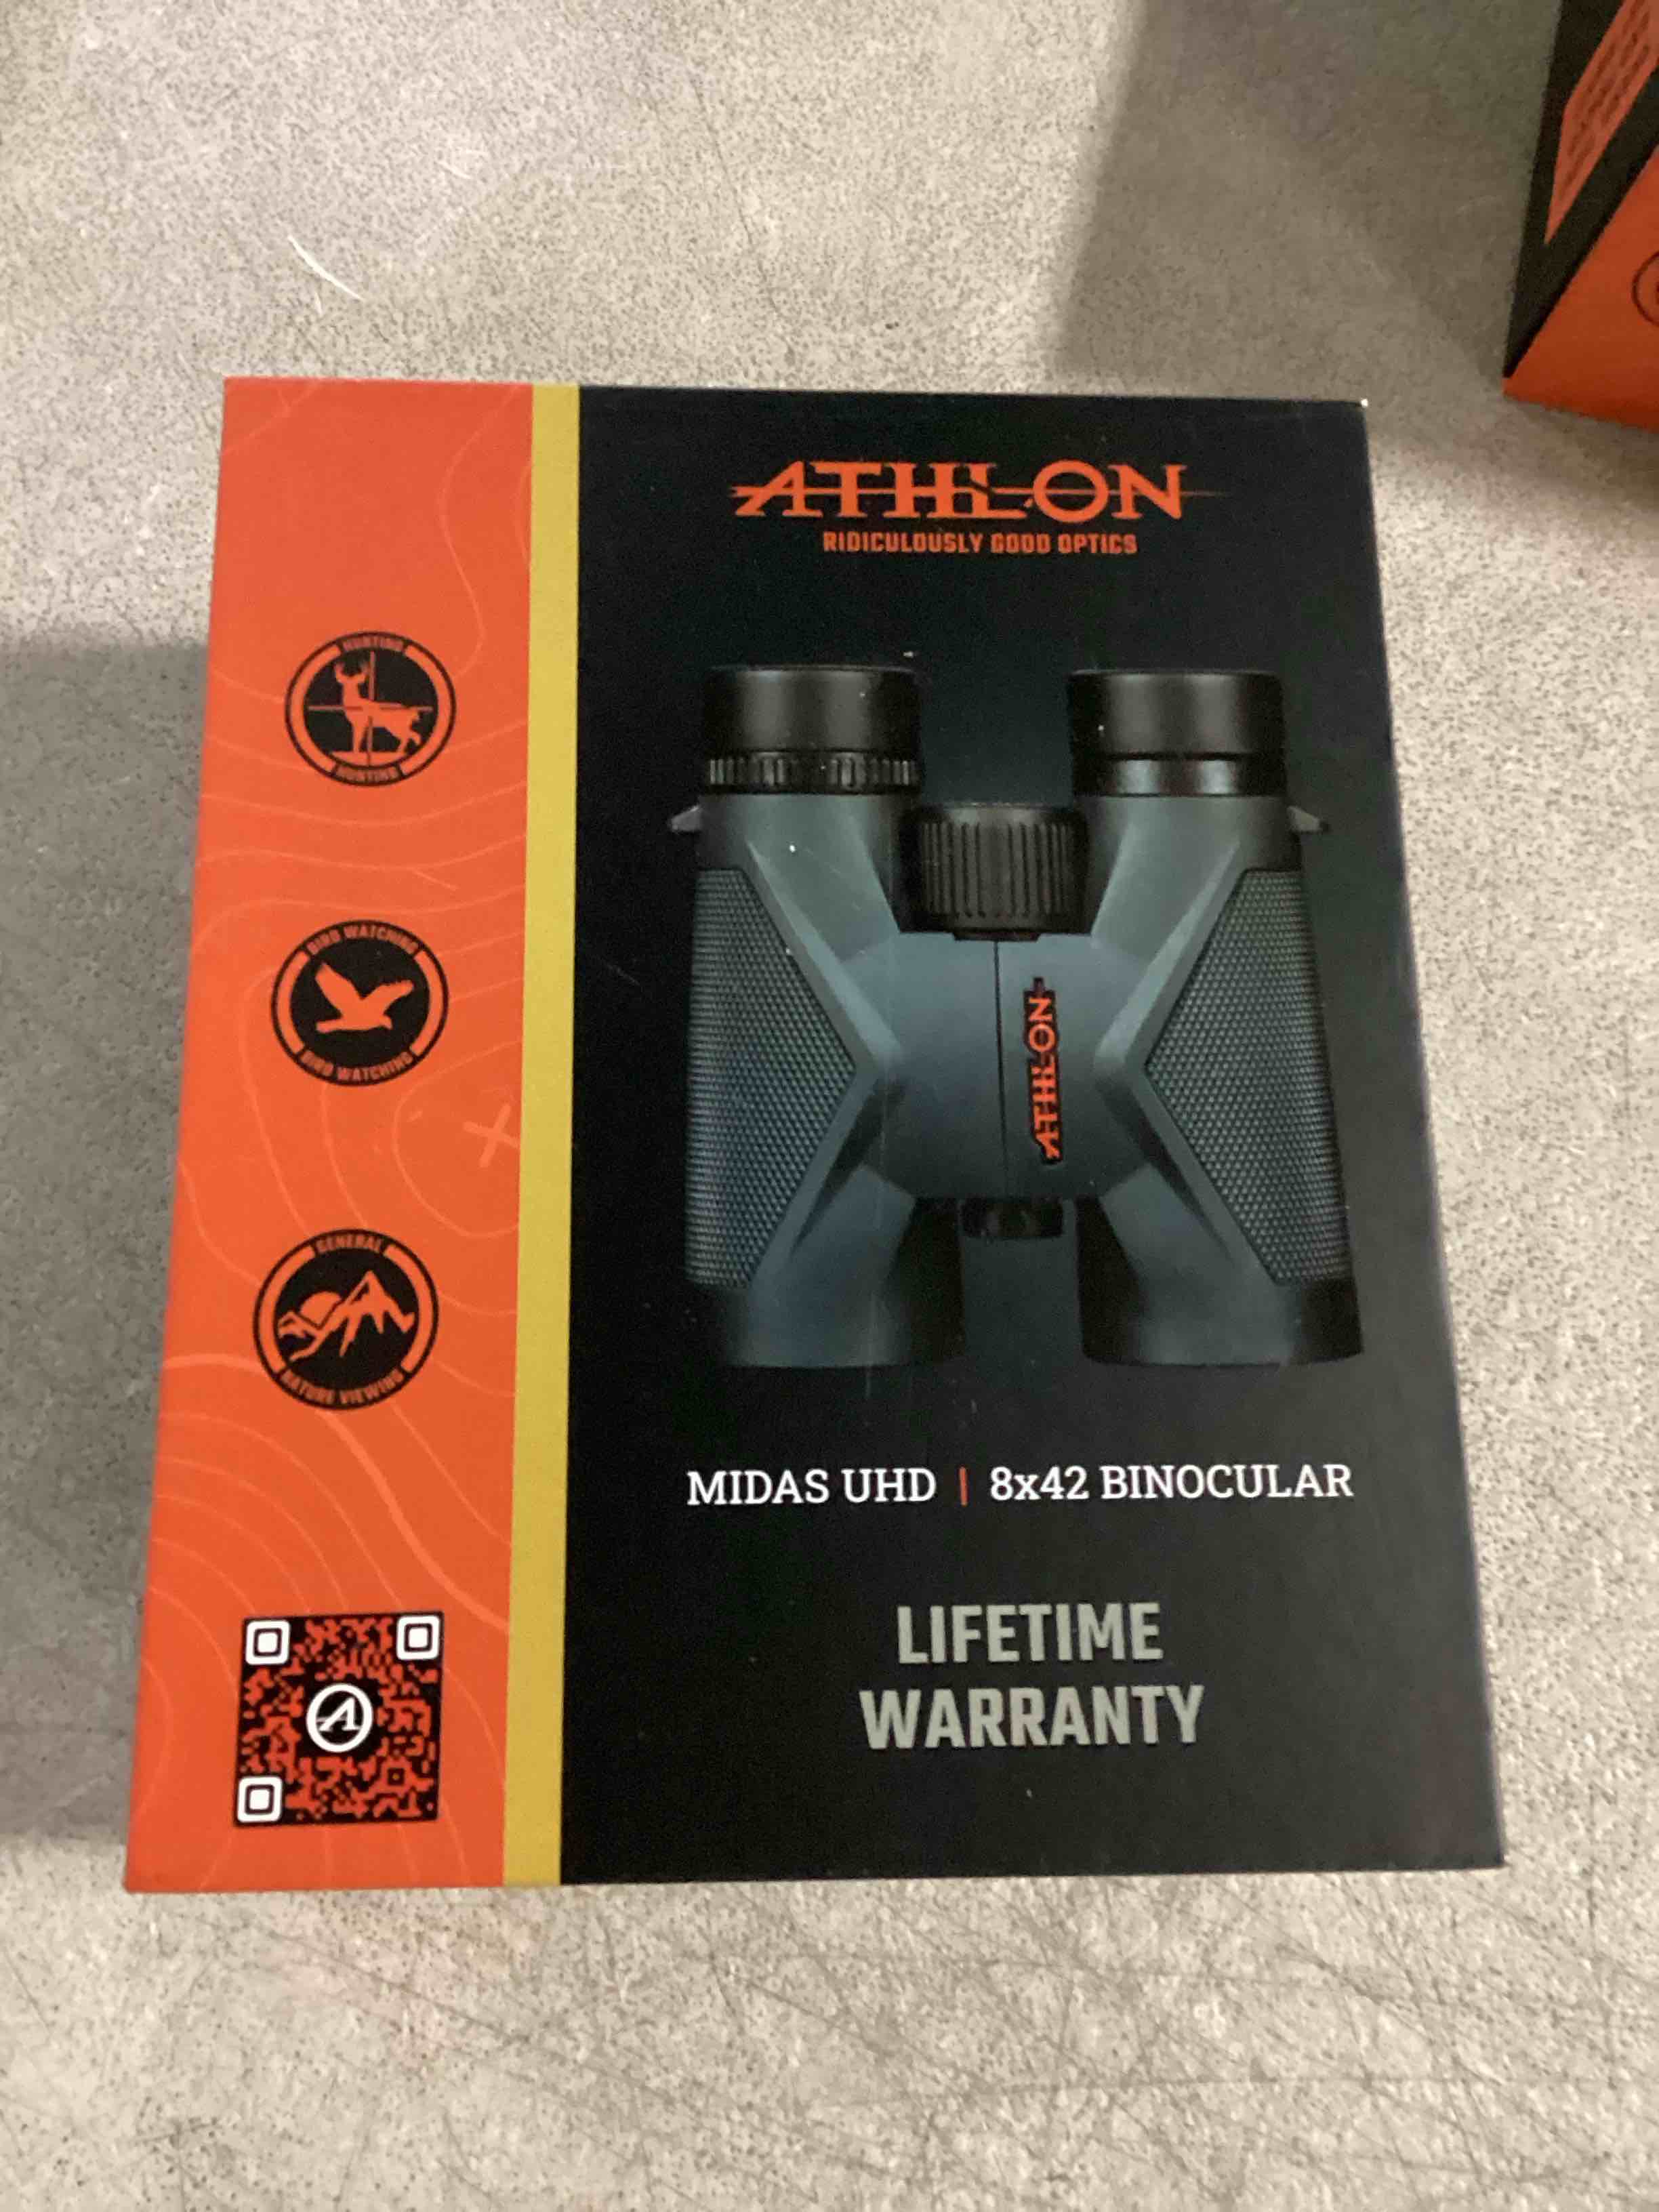 ATHLON
RIDICULOUSLY GOOD OPTICS
HUNTING
HUNTING
BIRD WATCHING
BIRD WATCHING
GENERAL
NATURE VIEWING
ATHLON
MIDAS UHD | 8x42 BINOCULAR
LIFETIME
WARRANTY
A